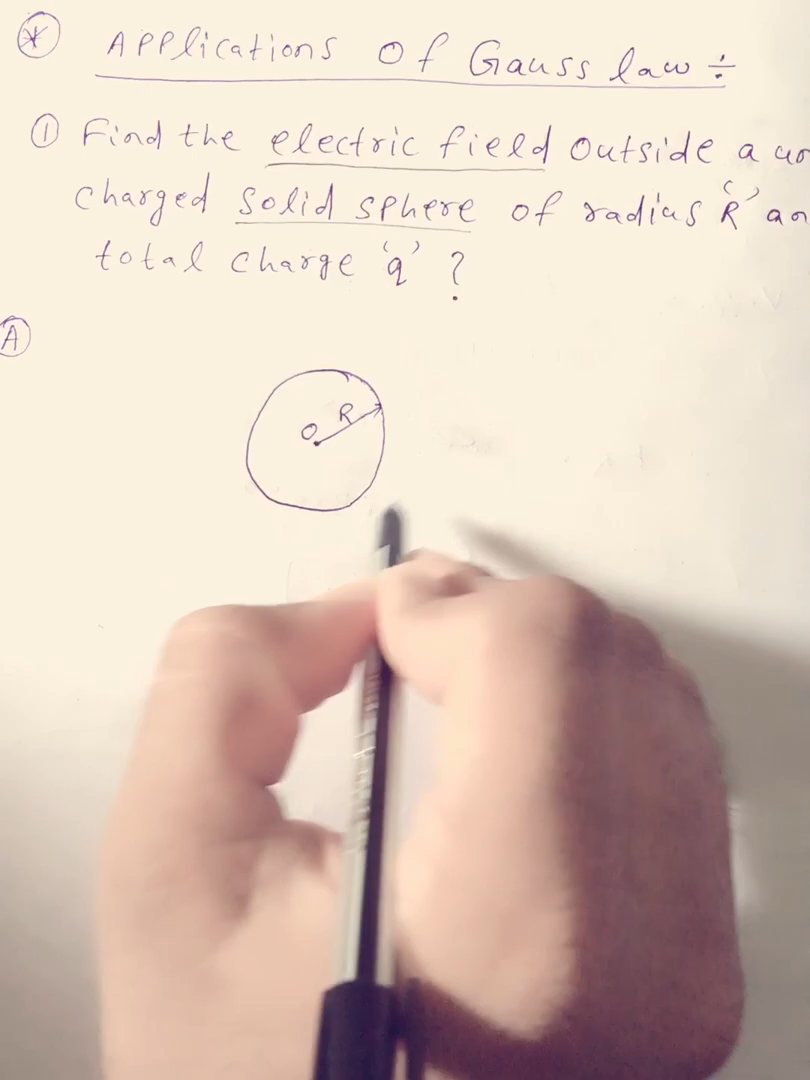 * Applications of Gauss law ÷
① Find the electric field outside a
charged solid sphere of radius 'R'
total charge 'q' ?
A
R
O